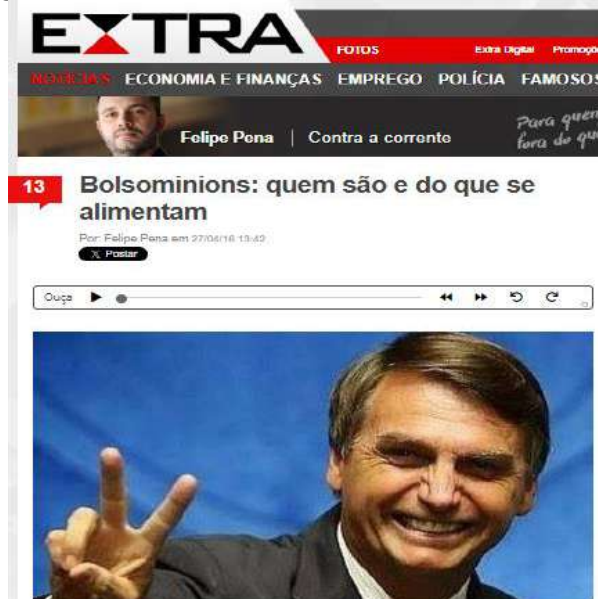 EXTRA
FOTOS
Extra Digital Promoçõ
NOTÍCIAS ECONOMIA E FINANÇAS EMPREGO POLÍCIA FAMOSOS
Felipe Pena | Contra a corrente
Para quem
fora do que
13
Bolsominions: quem são e do que se
alimentam
Por: Felipe Pena em 27/04/16 13:42
X Postar
Ouça